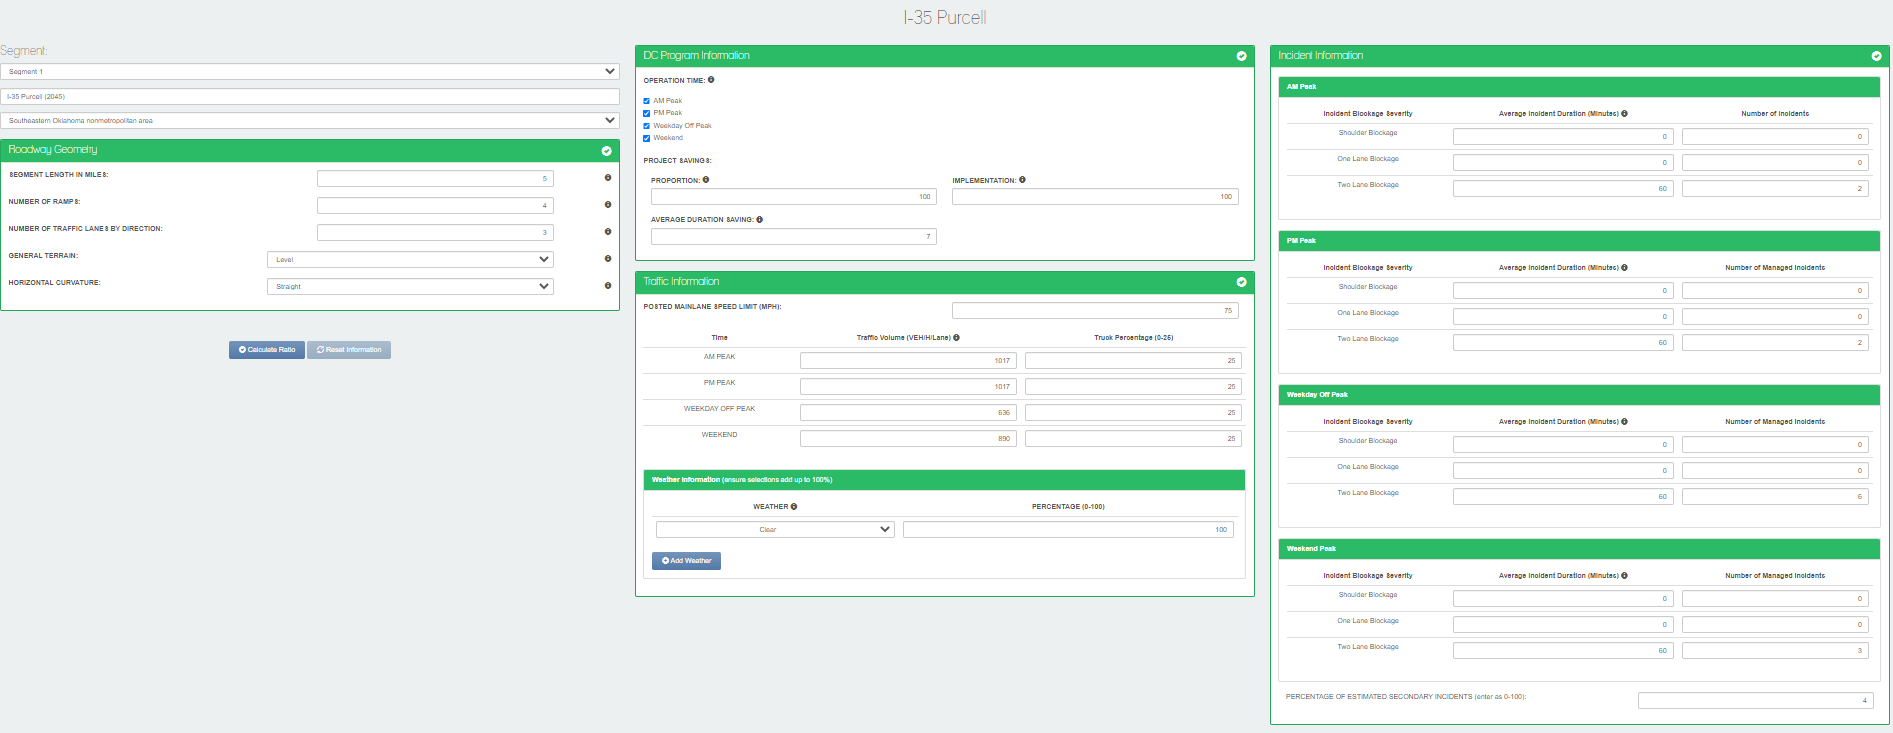 I-35 Purcell
Segment:
Segment 1
I-35 Purcell (2045)
Southeastern Oklahoma nonmetropolitan area
Roadway Geometry
SEGMENT LENGTH IN MILES:
5
NUMBER OF RAMPS:
4
NUMBER OF TRAFFIC LANES BY DIRECTION:
3
GENERAL TERRAIN:
Level
HORIZONTAL CURVATURE:
Straight
Calculate Ratio
Reset Information
DC Program Information
OPERATION TIME:
AM Peak
PM Peak
Weekday Off Peak
Weekend
PROJECT SAVINGS:
PROPORTION: IMPLEMENTATION:
100 100
AVERAGE DURATION SAVING:
7
Traffic Information
POSTED MAINLANE SPEED LIMIT (MPH):
75
Time Traffic Volume (VEH/H/Lane) Truck Percentage (0-25)
AM PEAK 1017 25
PM PEAK 1017 25
WEEKDAY OFF PEAK 636 25
WEEKEND 890 25
Weather Information (ensure selections add up to 100%)
WEATHER PERCENTAGE (0-100)
Clear 100
Add Weather
Incident Information
AM Peak
Incident Blockage Severity Average Incident Duration (Minutes) Number of Incidents
Shoulder Blockage 0 0
One Lane Blockage 0 0
Two Lane Blockage 60 2
PM Peak
Incident Blockage Severity Average Incident Duration (Minutes) Number of Managed Incidents
Shoulder Blockage 0 0
One Lane Blockage 0 0
Two Lane Blockage 60 2
Weekday Off Peak
Incident Blockage Severity Average Incident Duration (Minutes) Number of Managed Incidents
Shoulder Blockage 0 0
One Lane Blockage 0 0
Two Lane Blockage 60 6
Weekend Peak
Incident Blockage Severity Average Incident Duration (Minutes) Number of Managed Incidents
Shoulder Blockage 0 0
One Lane Blockage 0 0
Two Lane Blockage 60 3
PERCENTAGE OF ESTIMATED SECONDARY INCIDENTS (enter as 0-100):
4